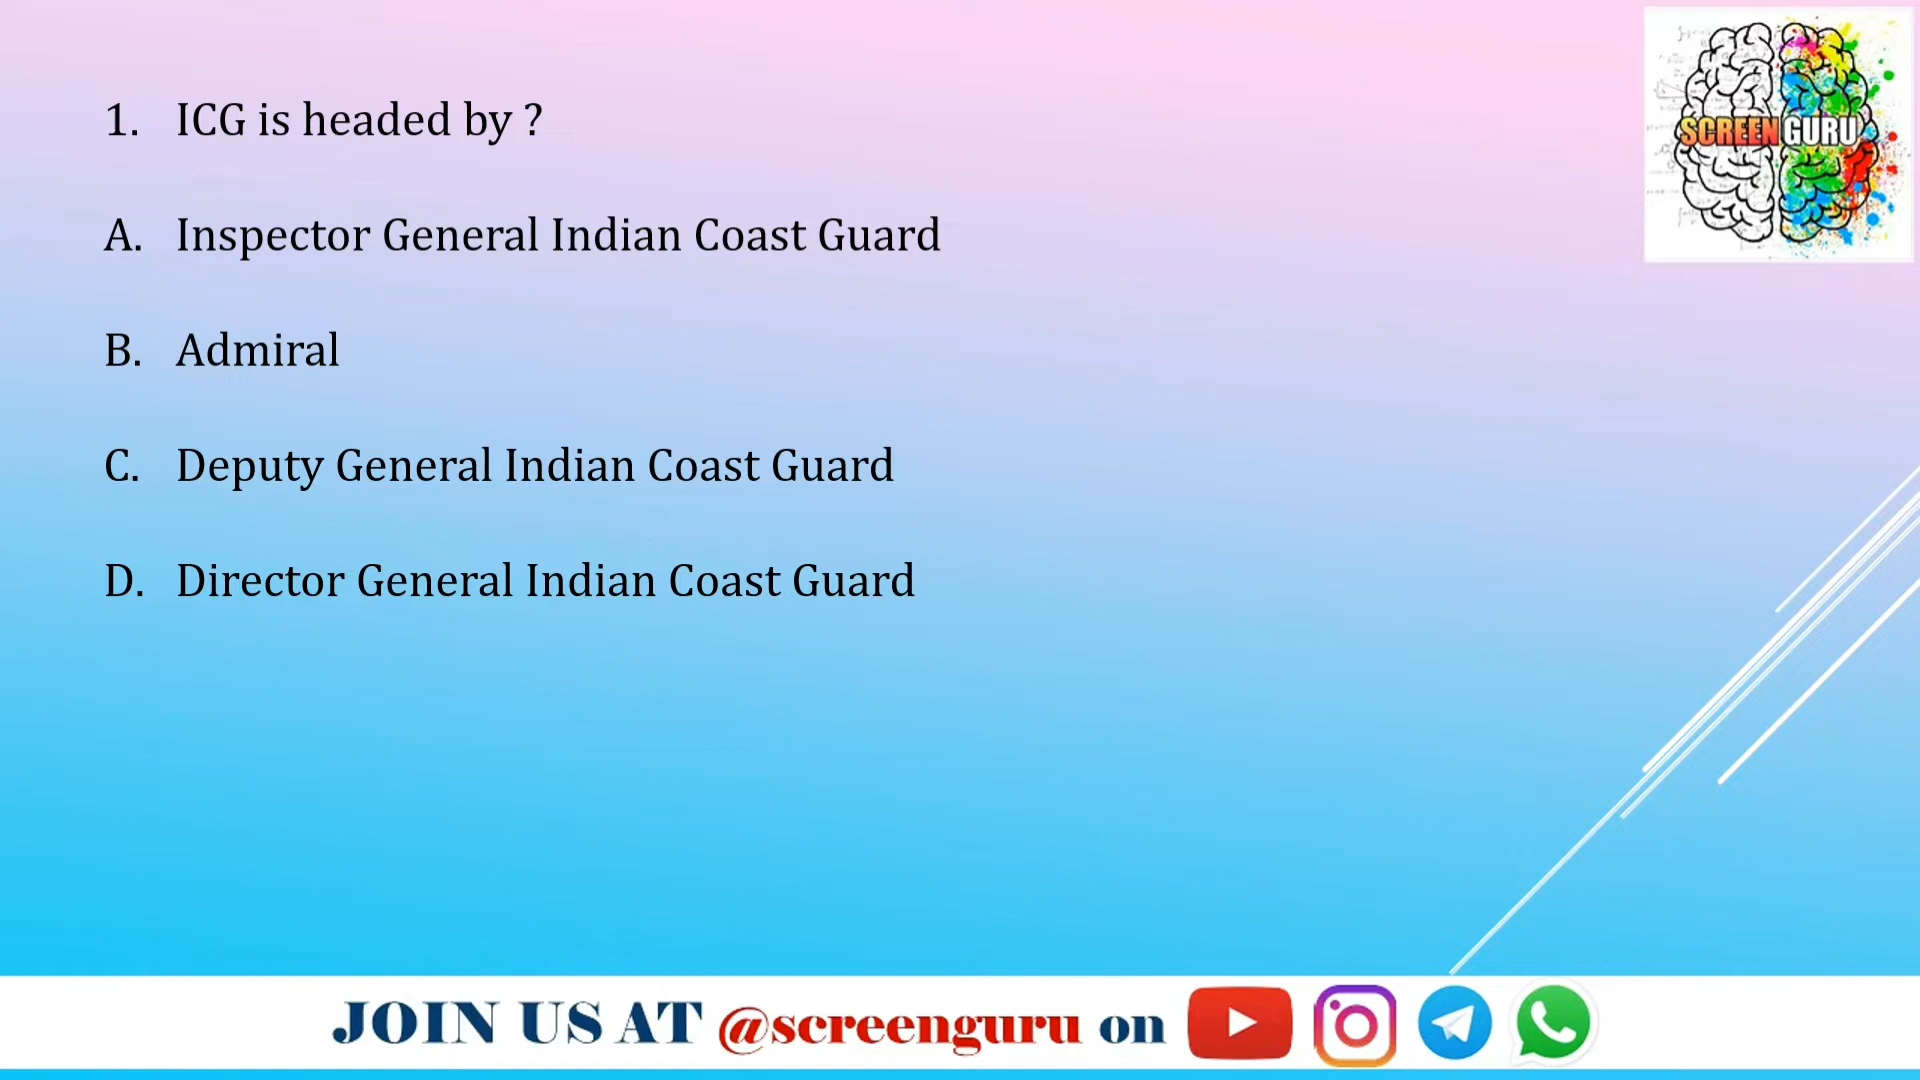 SCREEN GURU
1. ICG is headed by ?
A. Inspector General Indian Coast Guard
B. Admiral
C. Deputy General Indian Coast Guard
D. Director General Indian Coast Guard
JOIN US AT @screenguru on